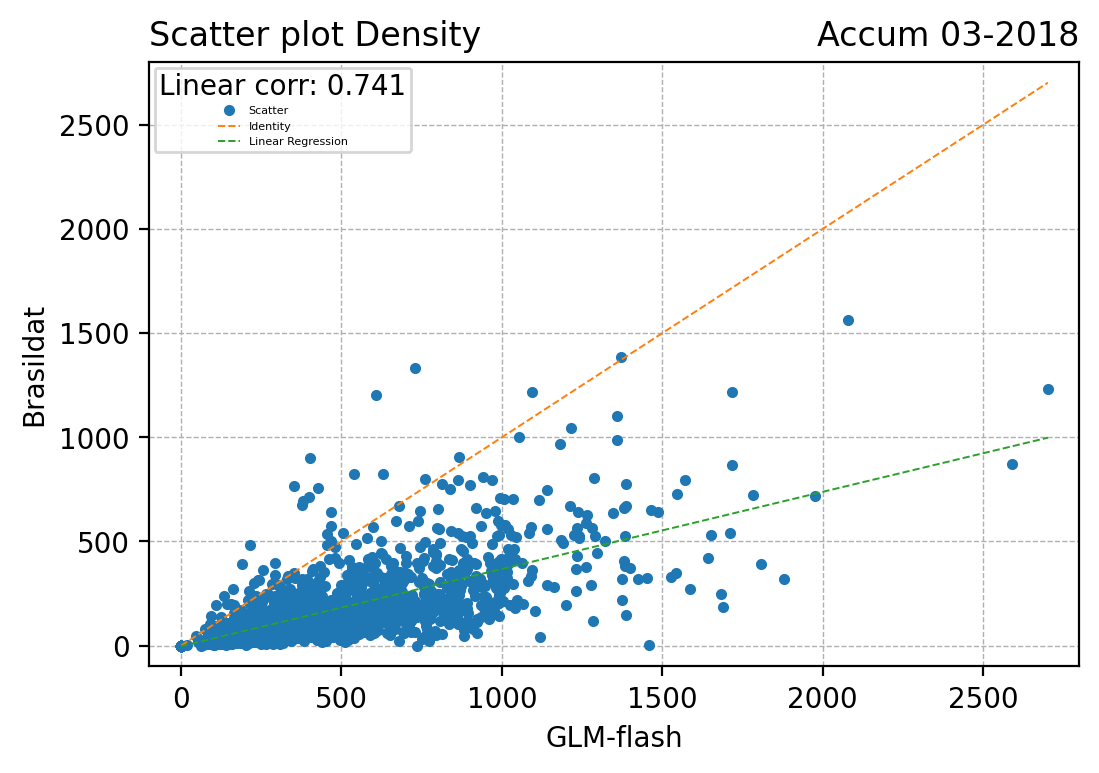 Scatter plot Density
Accum 03-2018
Linear corr: 0.741
Scatter
Identity
Linear Regression
2500
2000
1500
1000
500
0
Brasildat
0 500 1000 1500 2000 2500
GLM-flash